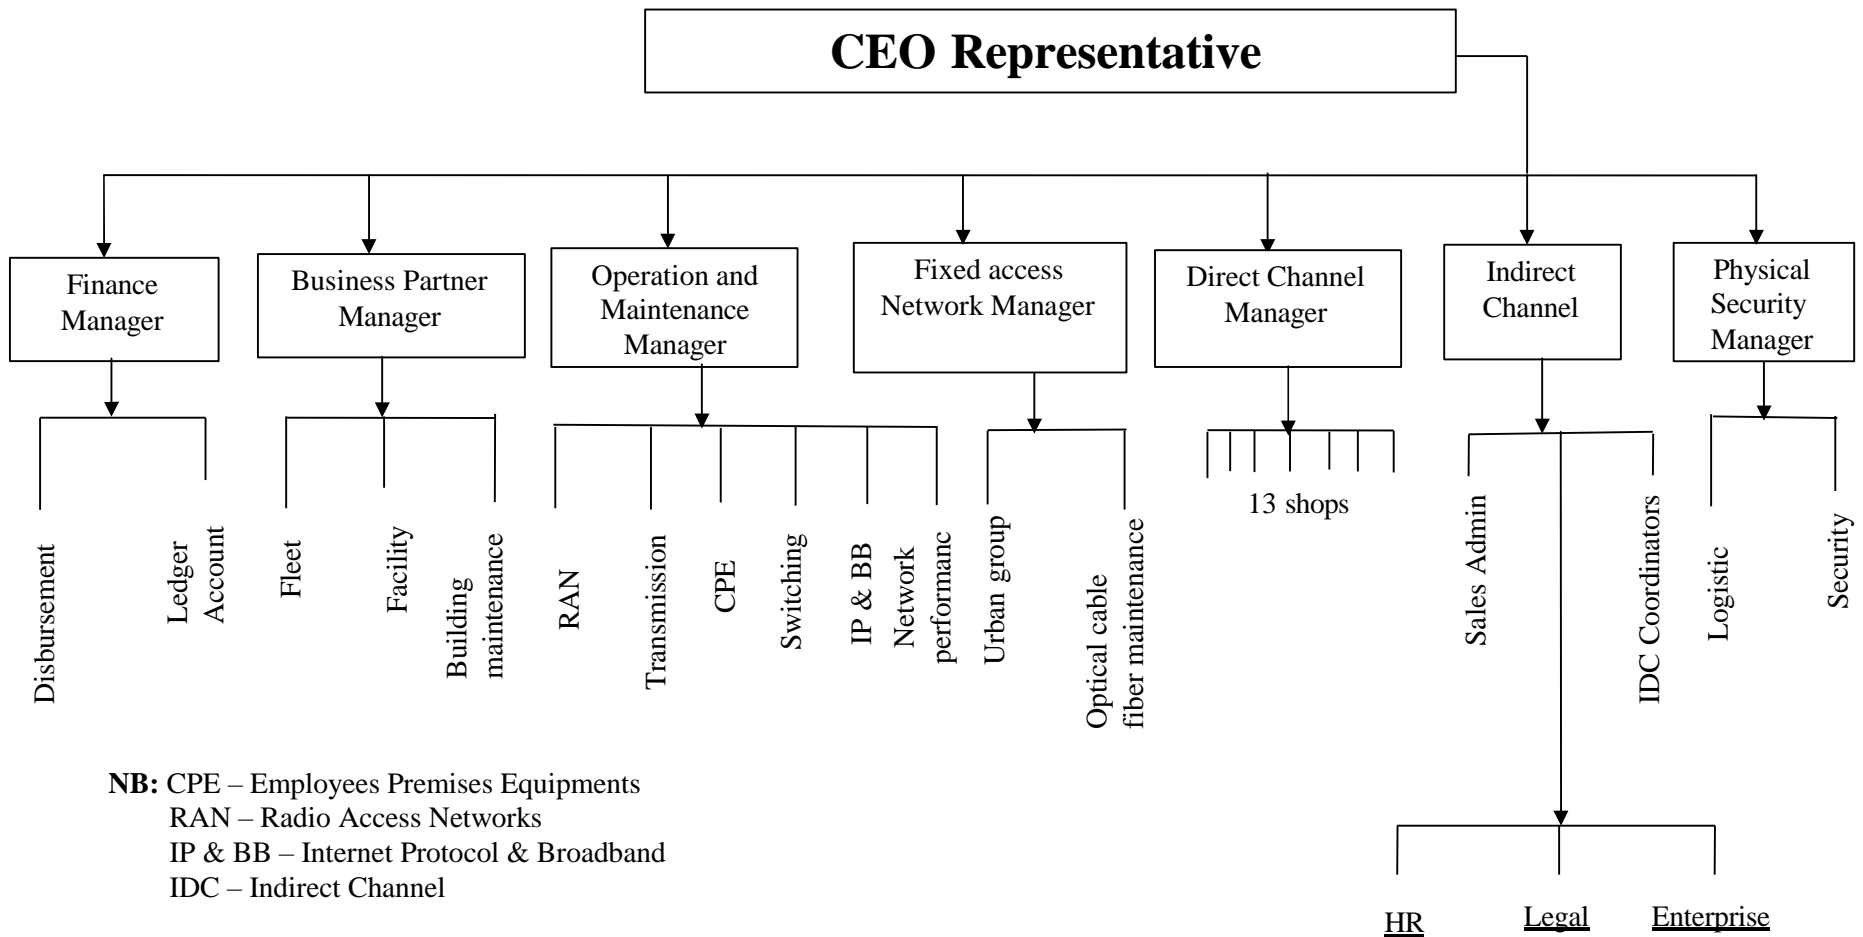 CEO Representative
Finance
Manager
Business Partner
Manager
Operation and
Maintenance
Manager
Fixed access
Network Manager
Direct Channel
Manager
Indirect
Channel
Physical
Security
Manager
Disbursement
Ledger
Account
Fleet
Facility
Building
maintenance
RAN
Transmission
CPE
Switching
IP & BB
Network
performanc
Urban group
Optical cable
fiber maintenance
13 shops
Sales Admin
IDC Coordinators
Logistic
Security
NB: CPE – Employees Premises Equipments
RAN – Radio Access Networks
IP & BB – Internet Protocol & Broadband
IDC – Indirect Channel
HR
Legal
Enterprise